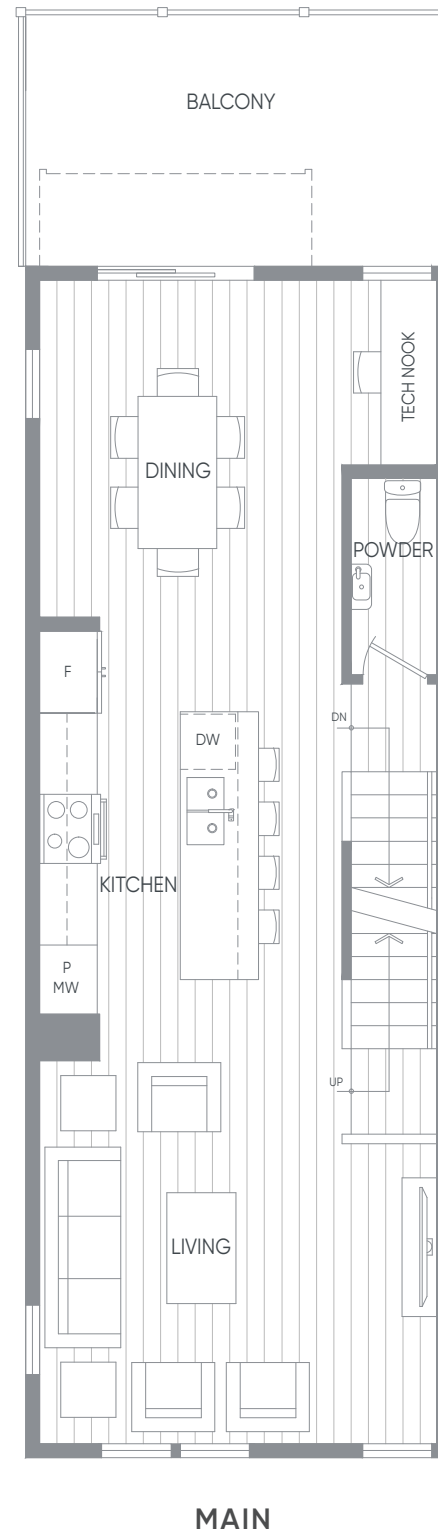 BALCONY
TECH NOOK
DINING
POWDER
F
DN
DW
KITCHEN
P
MW
UP
LIVING
MAIN